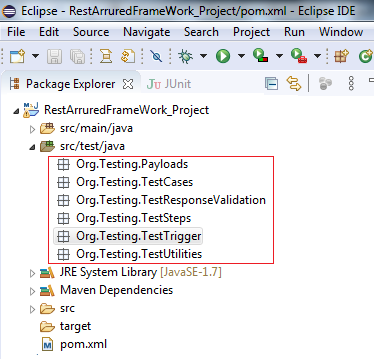 Eclipse - RestArruredFrameWork_Project/pom.xml - Eclipse IDE
File Edit Source Navigate Search Project Run Window
Package Explorer JUnit
RestArruredFrameWork_Project
src/main/java
src/test/java
Org.Testing.Payloads
Org.Testing.TestCases
Org.Testing.TestResponseValidation
Org.Testing.TestSteps
Org.Testing.TestTrigger
Org.Testing.TestUtilities
JRE System Library [JavaSE-1.7]
Maven Dependencies
src
target
pom.xml